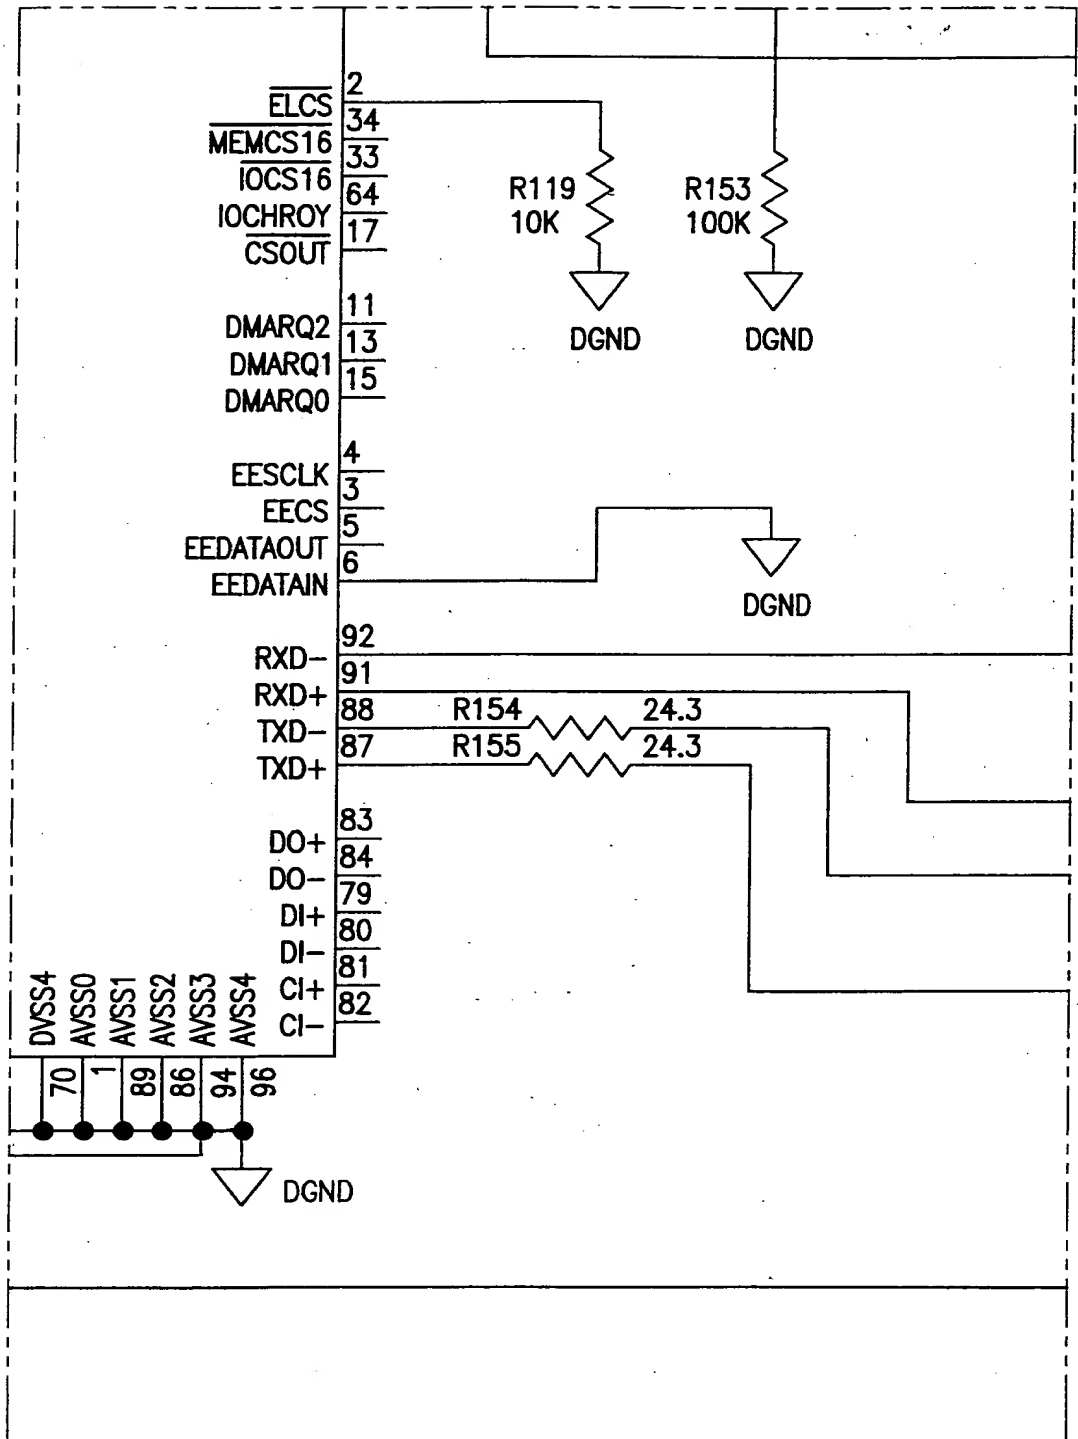 2
ELCS
34
MEMCS16
33
IOCS16
64
IOCHROY
17
CSOUT
R119
10K
R153
100K
DGND
DGND
11
DMARQ2
13
DMARQ1
15
DMARQ0
4
EESCLK
3
EECS
5
EEDATAOUT
6
EEDATAIN
DGND
92
RXD-
91
RXD+
88
TXD-
R154
24.3
87
TXD+
R155
24.3
83
DO+
84
DO-
79
DI+
80
DI-
81
CI+
82
CI-
DVSS4
AVSS0
AVSS1
AVSS2
AVSS3
AVSS4
70
1
89
86
94
96
DGND